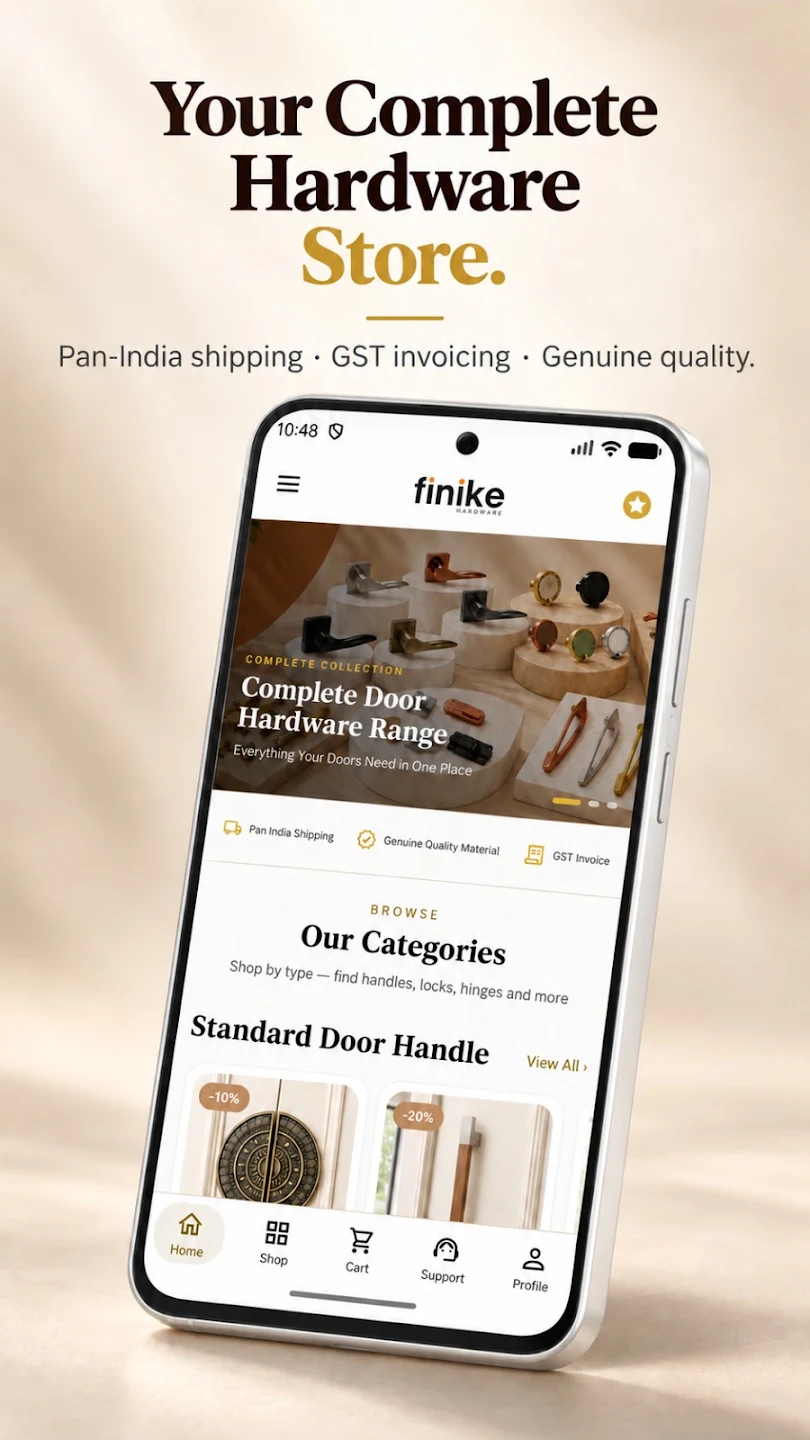 Your Complete
Hardware
Store.
Pan-India shipping · GST invoicing · Genuine quality.
10:48
finike
HARDWARE
COMPLETE COLLECTION
Complete Door
Hardware Range
Everything Your Doors Need in One Place
Pan India Shipping
Genuine Quality Material
GST Invoice
BROWSE
Our Categories
Shop by type — find handles, locks, hinges and more
Standard Door Handle
View All ›
-10%
-20%
Home
Shop
Cart
Support
Profile